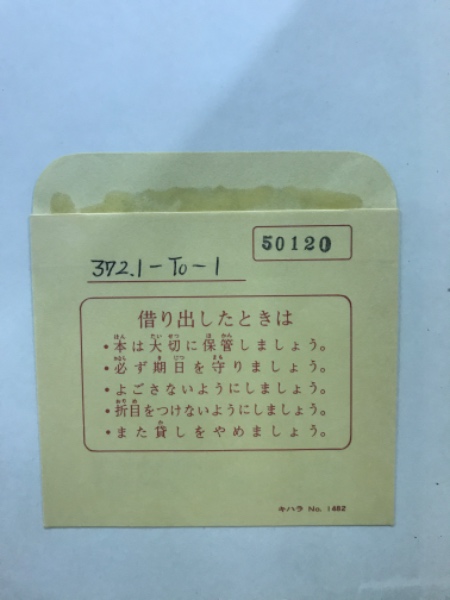 50120
372.1-To-1
借り出したときは
・本は大切に保管しましょう。
・必ず期日を守りましょう。
・よごさないようにしましょう。
・折目をつけないようにしましょう。
・また貸しをやめましょう。
キハラ No. 1482